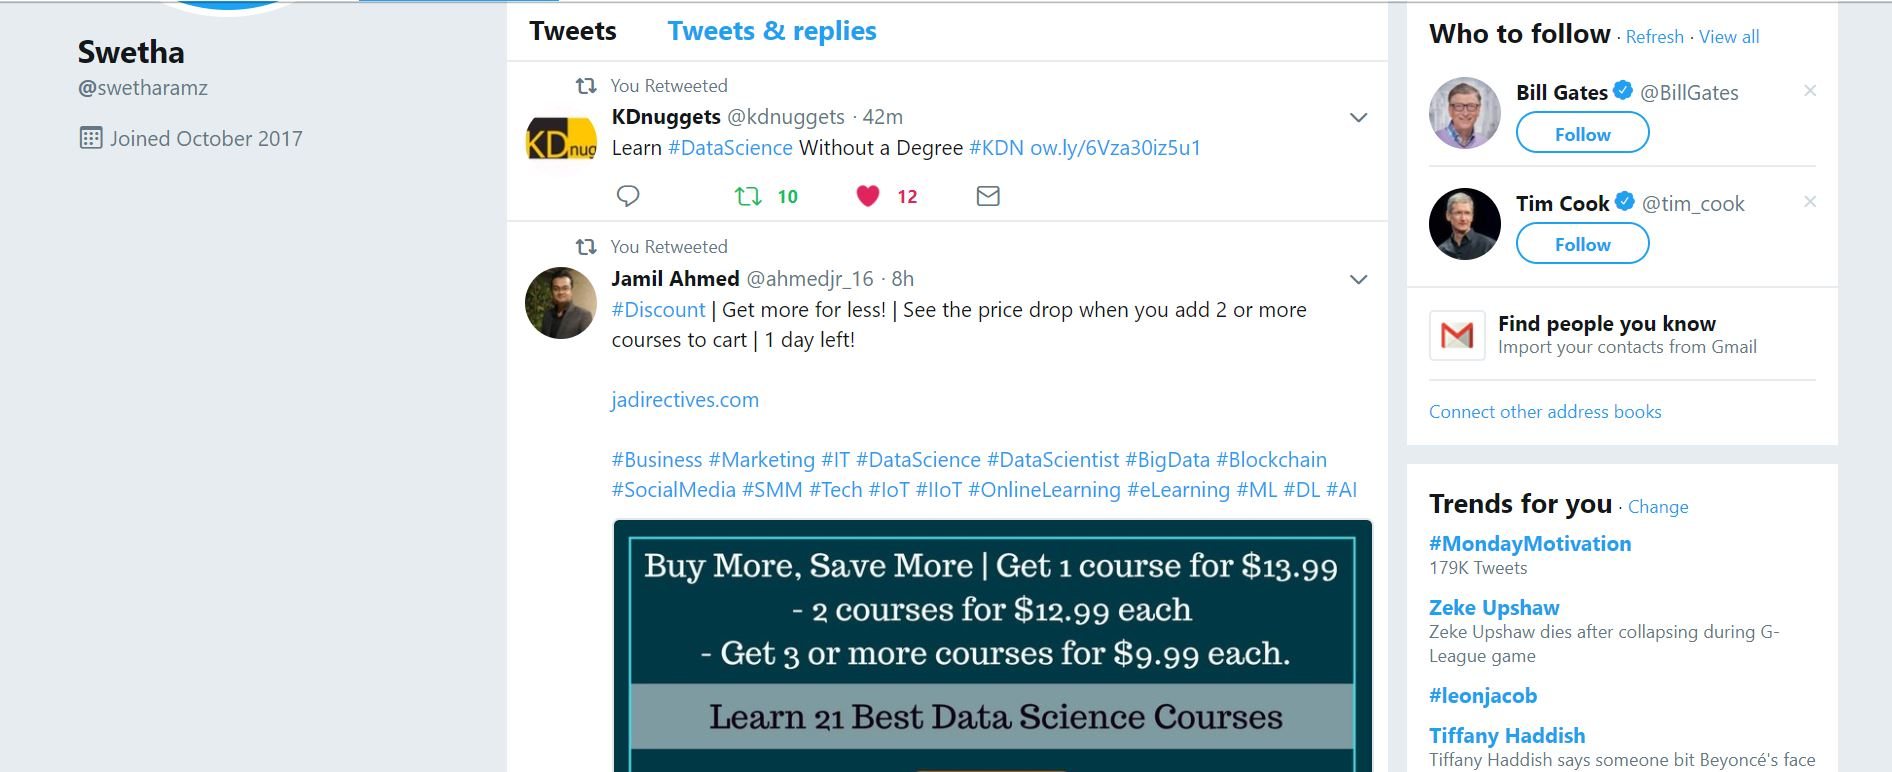 Swetha
@swetharamz
Joined October 2017
Tweets Tweets & replies
You Retweeted
KDnuggets @kdnuggets · 42m
KDnug
Learn #DataScience Without a Degree #KDN ow.ly/6Vza30iz5u1
10 12
You Retweeted
Jamil Ahmed @ahmedjr_16 · 8h
#Discount | Get more for less! | See the price drop when you add 2 or more
courses to cart | 1 day left!
jadirectives.com
#Business #Marketing #IT #DataScience #DataScientist #BigData #Blockchain
#SocialMedia #SMM #Tech #IoT #IIoT #OnlineLearning #eLearning #ML #DL #AI
Buy More, Save More | Get 1 course for $13.99
- 2 courses for $12.99 each
- Get 3 or more courses for $9.99 each.
Learn 21 Best Data Science Courses
Who to follow · Refresh · View all
Bill Gates @BillGates
Follow
Tim Cook @tim_cook
Follow
Find people you know
Import your contacts from Gmail
Connect other address books
Trends for you · Change
#MondayMotivation
179K Tweets
Zeke Upshaw
Zeke Upshaw dies after collapsing during G-
League game
#leonjacob
Tiffany Haddish
Tiffany Haddish says someone bit Beyoncé's face